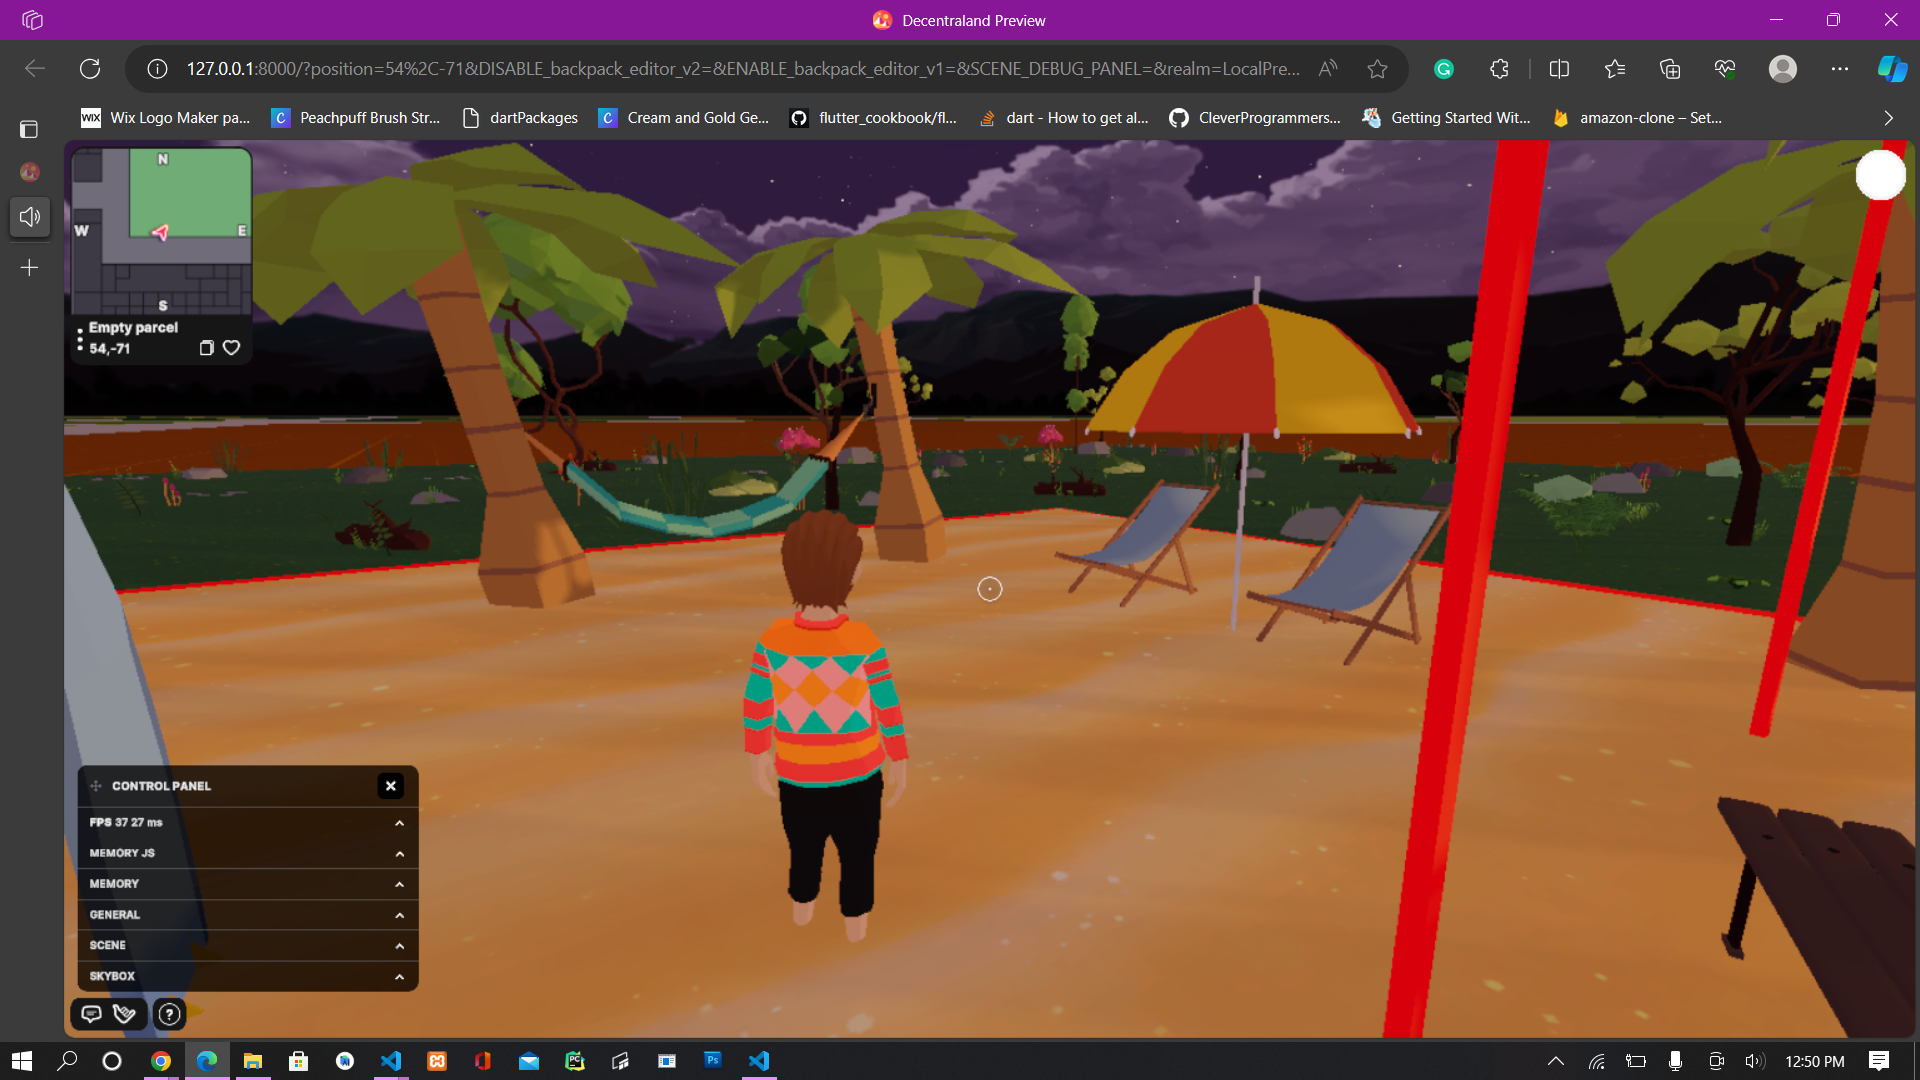 Decentraland Preview
127.0.0.1:8000/?position=54%2C-71&DISABLE_backpack_editor_v2=&ENABLE_backpack_editor_v1=&SCENE_DEBUG_PANEL=&realm=LocalPre...
WIX Wix Logo Maker pa... C Peachpuff Brush Str... dartPackages C Cream and Gold Ge... flutter_cookbook/fl... dart - How to get al... CleverProgrammers... Getting Started Wit... amazon-clone – Set...
N
W E
S
Empty parcel
54,-71
CONTROL PANEL
FPS 37 27 ms
MEMORY JS
MEMORY
GENERAL
SCENE
SKYBOX
?
PC Ps 12:50 PM